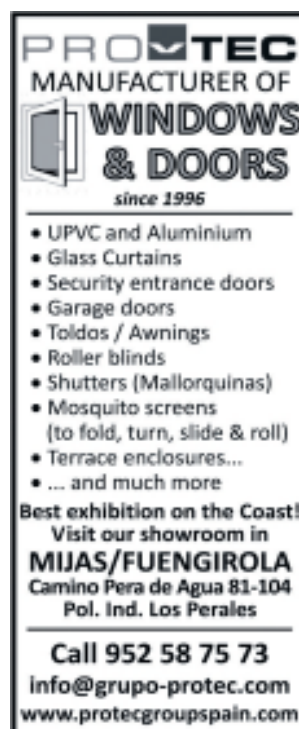 PROTEC
MANUFACTURER OF
WINDOWS
& DOORS
since 1996
• UPVC and Aluminium
• Glass Curtains
• Security entrance doors
• Garage doors
• Toldos / Awnings
• Roller blinds
• Shutters (Mallorquinas)
• Mosquito screens
(to fold, turn, slide & roll)
• Terrace enclosures...
• ... and much more
Best exhibition on the Coast!
Visit our showroom in
MIJAS/FUENGIROLA
Camino Pera de Agua 81-104
Pol. Ind. Los Perales
Call 952 58 75 73
info@grupo-protec.com
www.protecgroupspain.com